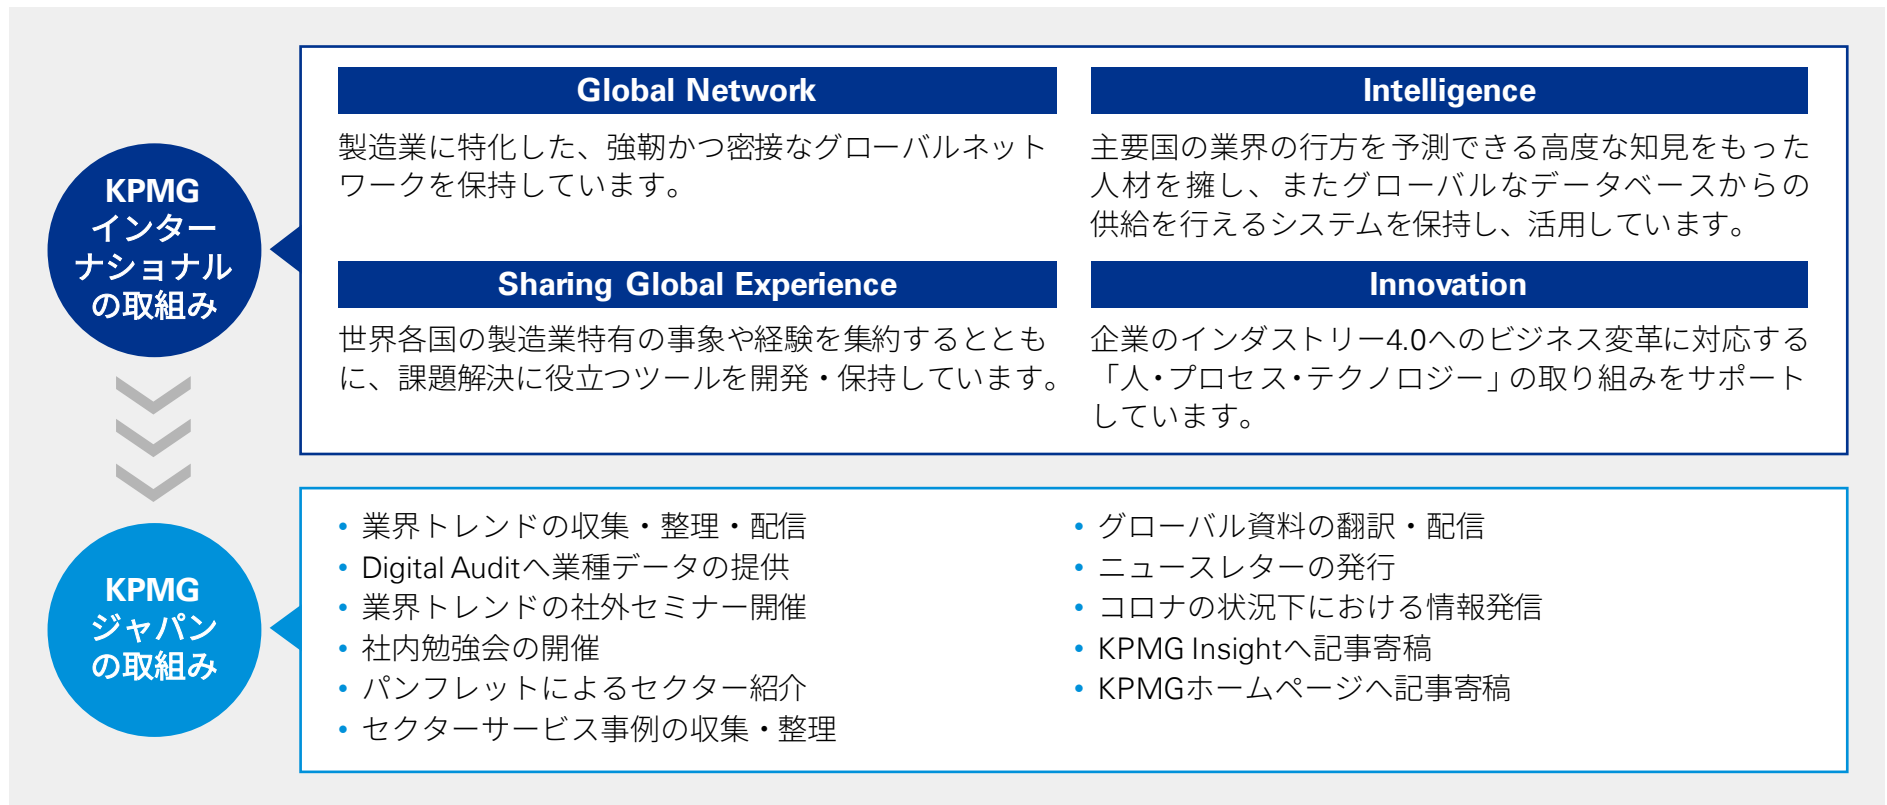 KPMG
インター
ナショナル
の取組み
Global Network
製造業に特化した、強靭かつ密接なグローバルネット
ワークを保持しています。
Intelligence
主要国の業界の行方を予測できる高度な知見をもった
人材を擁し、またグローバルなデータベースからの
供給を行えるシステムを保持し、活用しています。
Sharing Global Experience
世界各国の製造業特有の事象や経験を集約するととも
に、課題解決に役立つツールを開発・保持しています。
Innovation
企業のインダストリー4.0へのビジネス変革に対応する
「人・プロセス・テクノロジー」の取り組みをサポート
しています。
KPMG
ジャパン
の取組み
• 業界トレンドの収集・整理・配信
• Digital Auditへ業種データの提供
• 業界トレンドの社外セミナー開催
• 社内勉強会の開催
• パンフレットによるセクター紹介
• セクターサービス事例の収集・整理
• グローバル資料の翻訳・配信
• ニュースレターの発行
• コロナの状況下における情報発信
• KPMG Insightへ記事寄稿
• KPMGホームページへ記事寄稿